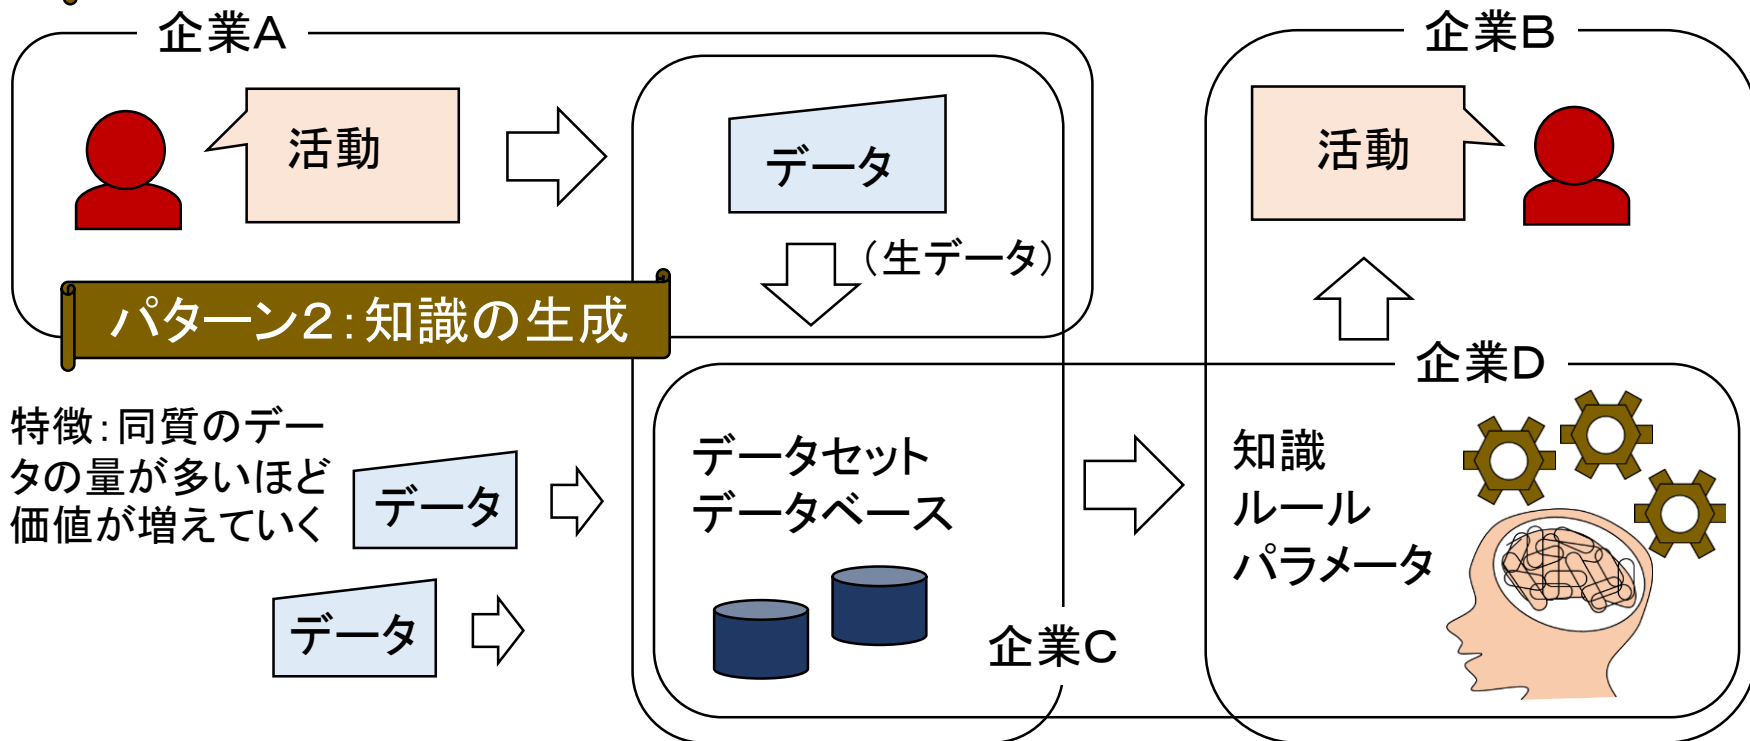 企業A
企業B
活動
データ
活動
（生データ）
パターン２：知識の生成
企業D
特徴：同質のデー
タの量が多いほど
価値が増えていく
データ
データ
データセット
データベース
企業C
知識
ルール
パラメータ